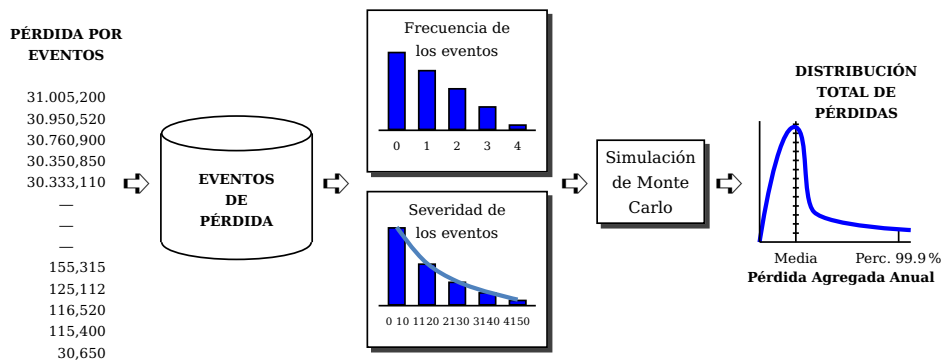 PÉRDIDA POR
EVENTOS
31.005,200
30.950,520
30.760,900
30.350,850
30.333,110
—
—
—
155,315
125,112
116,520
115,400
30,650
EVENTOS
DE
PÉRDIDA
Frecuencia de
los eventos
0 1 2 3 4
Severidad de
los eventos
0 10 1120 2130 3140 4150
Simulación
de Monte
Carlo
DISTRIBUCIÓN
TOTAL DE
PÉRDIDAS
Media Perc. 99.9 %
Pérdida Agregada Anual